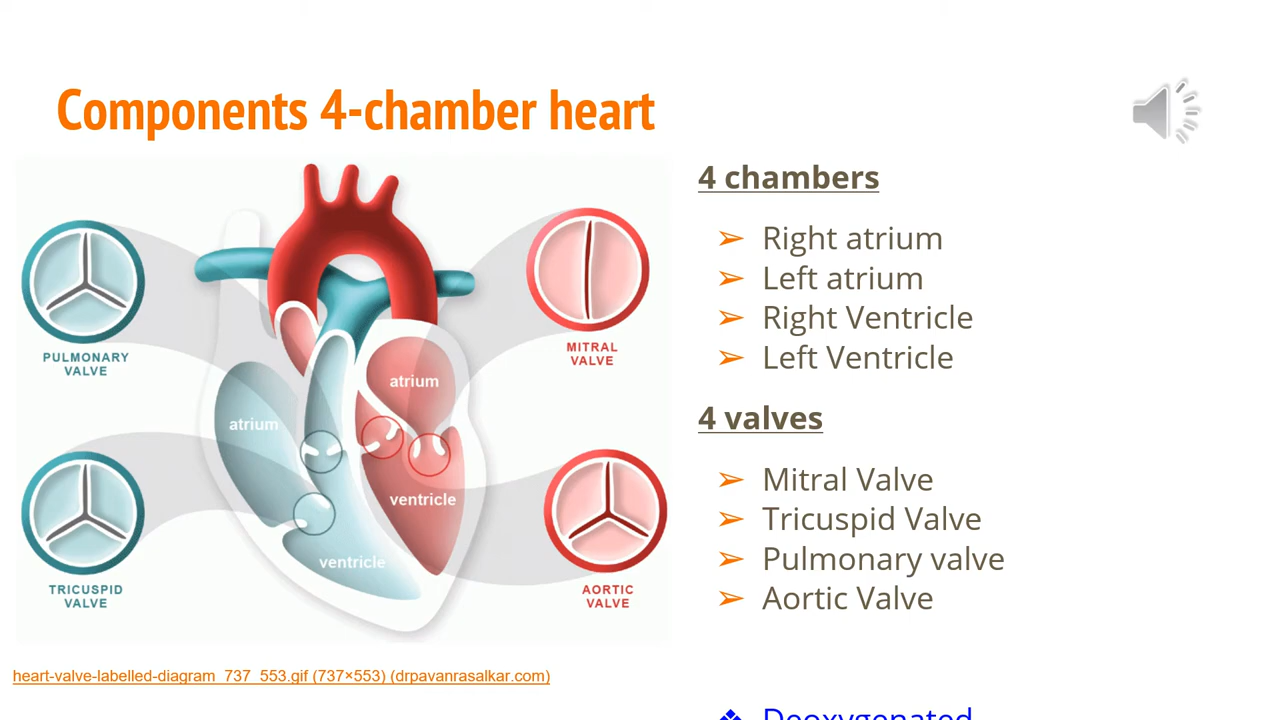 Components 4-chamber heart
PULMONARY
VALVE
MITRAL
VALVE
atrium
atrium
ventricle
ventricle
TRICUSPID
VALVE
AORTIC
VALVE
heart-valve-labelled-diagram_737_553.gif (737×553) (drpavanrasalkar.com)
4 chambers
➢ Right atrium
➢ Left atrium
➢ Right Ventricle
➢ Left Ventricle
4 valves
➢ Mitral Valve
➢ Tricuspid Valve
➢ Pulmonary valve
➢ Aortic Valve
❖ Deoxygenated